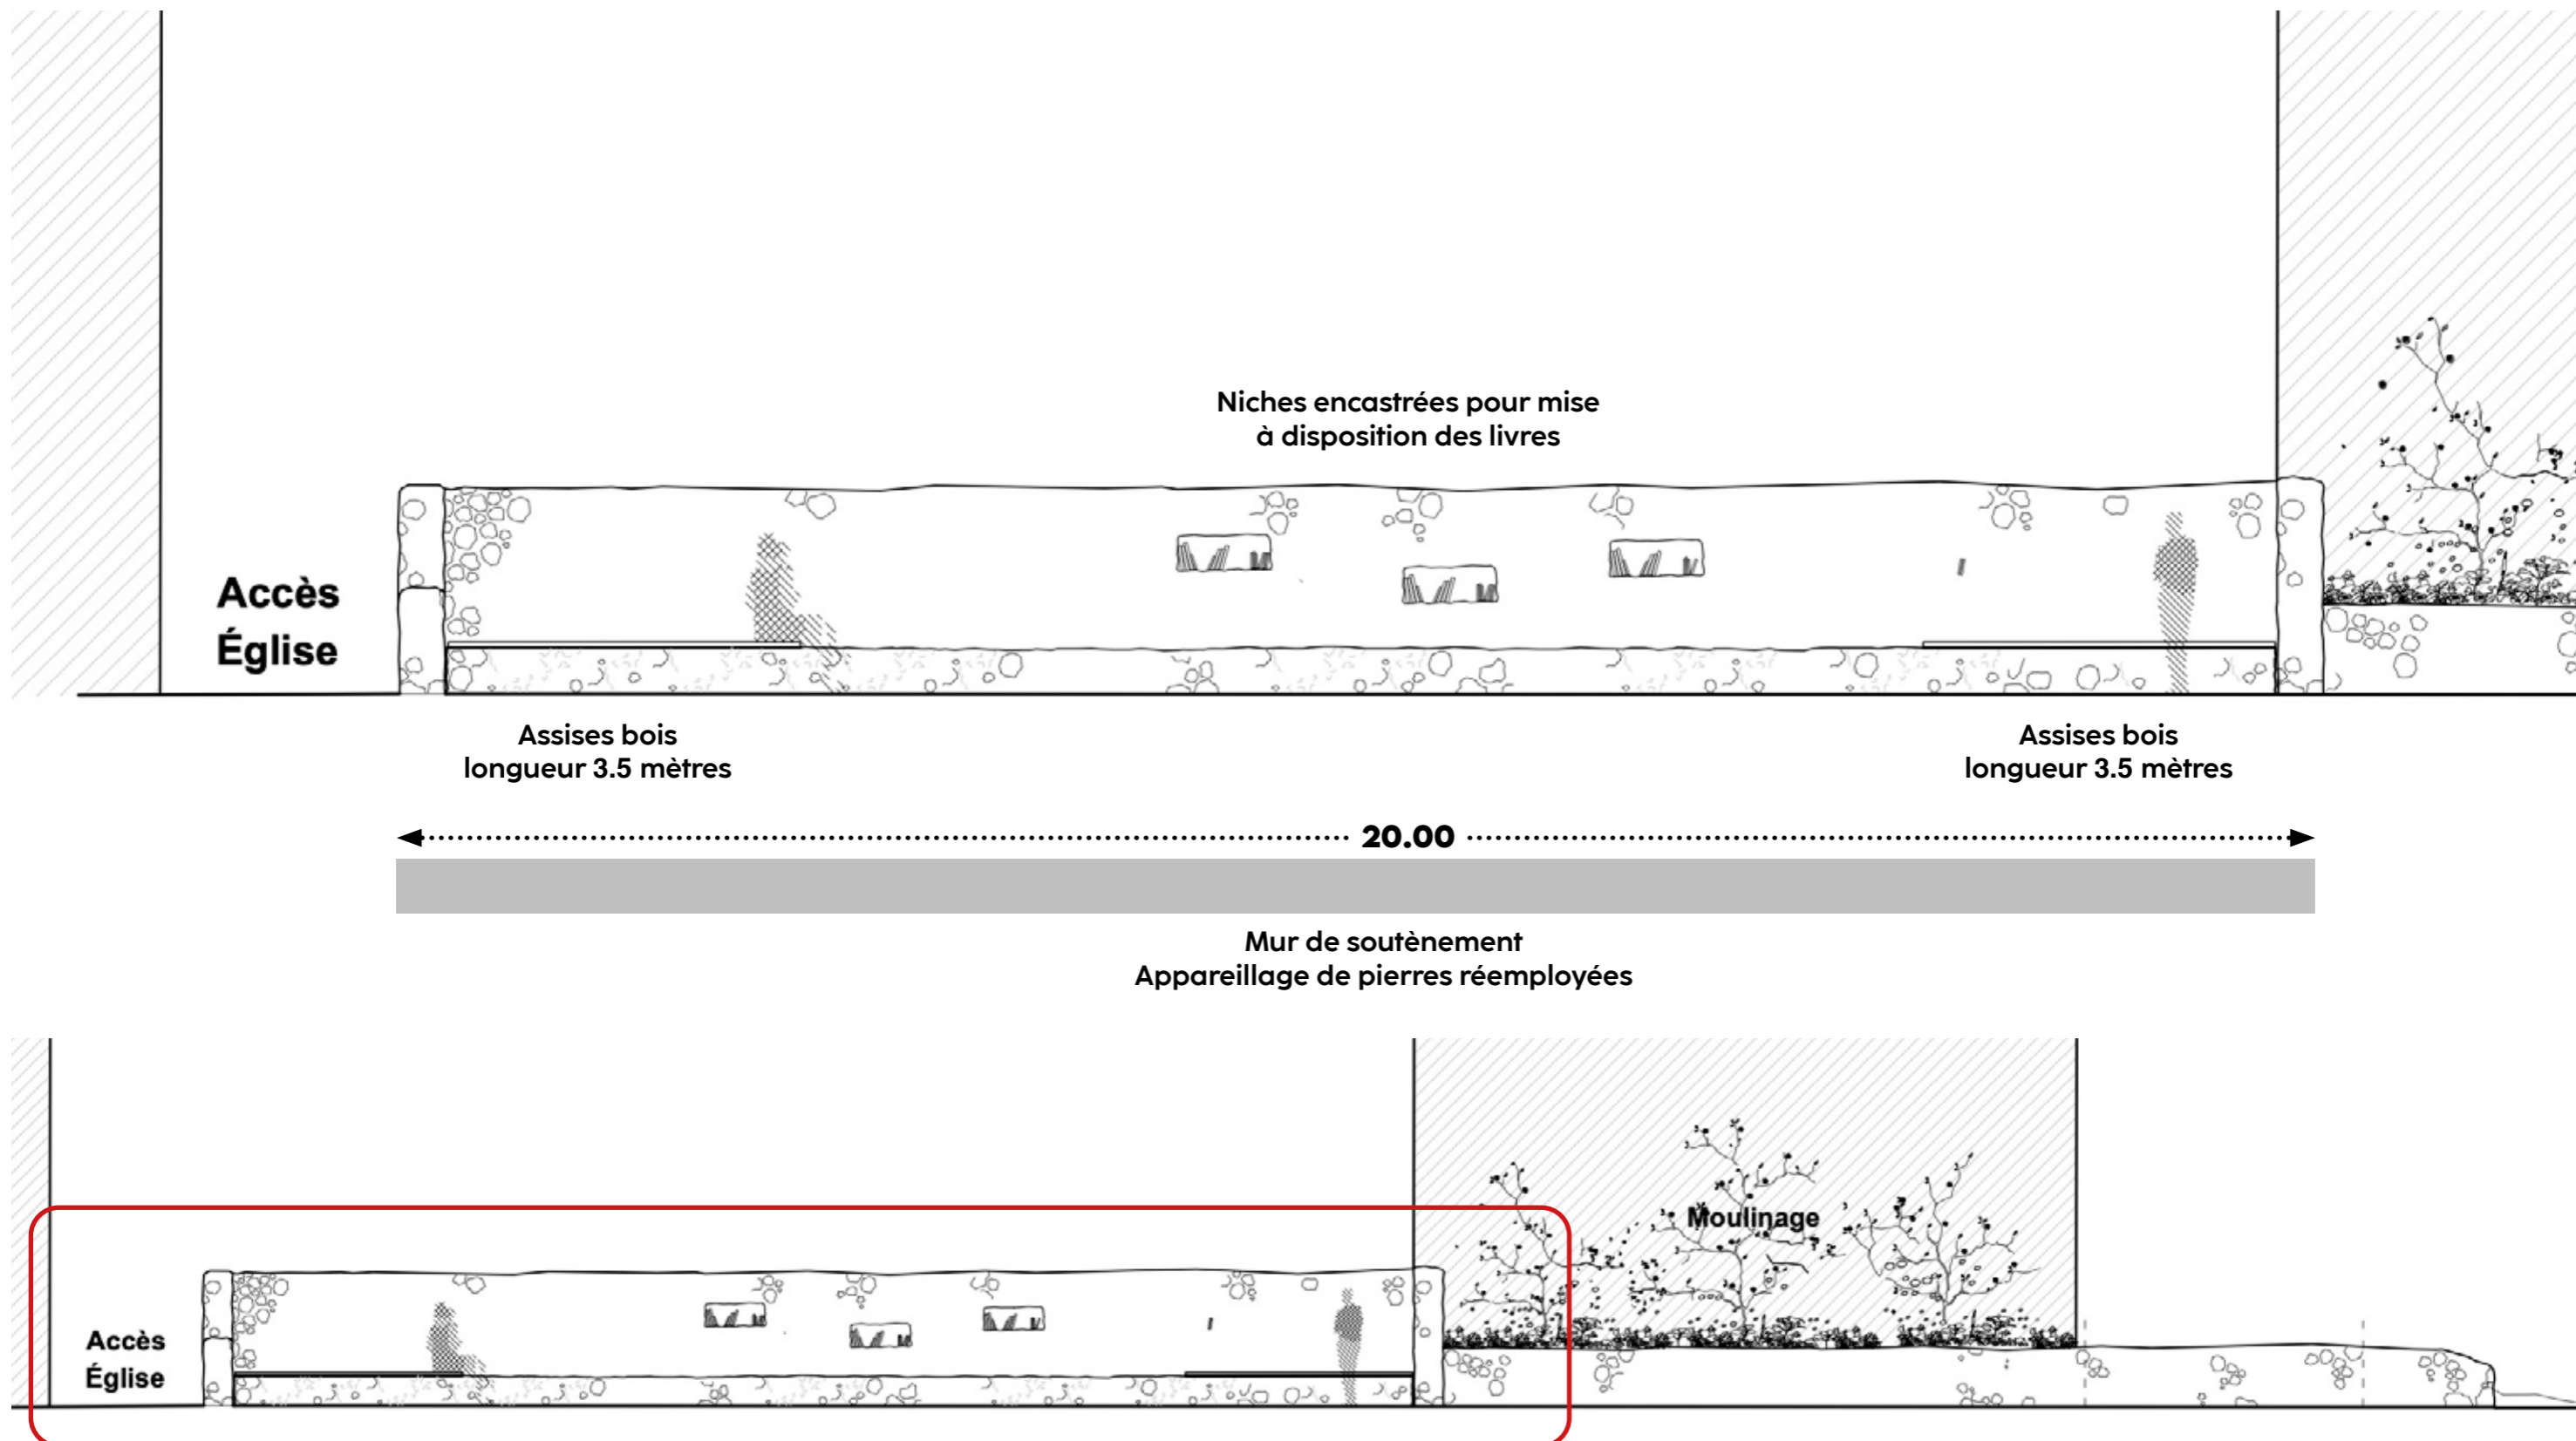 Niches encastrées pour mise
à disposition des livres
Accès
Église
Assises bois
longueur 3.5 mètres
Assises bois
longueur 3.5 mètres
20.00
Mur de soutènement
Appareillage de pierres réemployées
Moulinage
Accès
Église